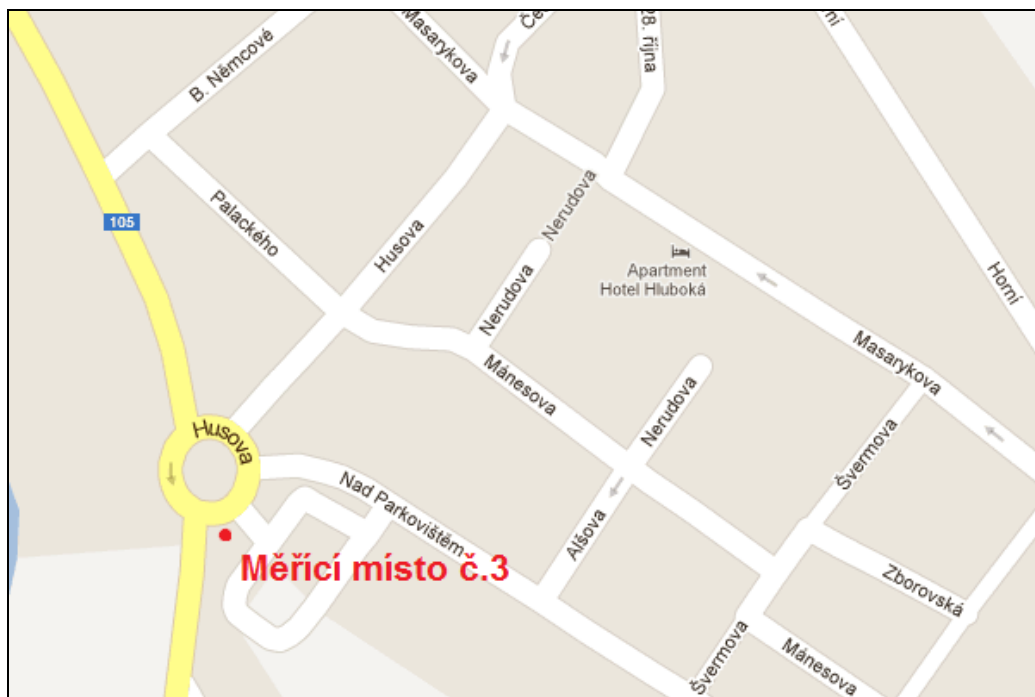 Masarykova
28. října
B. Němcové
105
Palackého
Husova
Nerudova
Nerudova
Apartment
Hotel Hluboká
Horní
Masarykova
Mánesova
Nerudova
Husova
Švermova
Nad Parkovištěm
Alšova
Měřící místo č.3
Zborovská
Švermova
Mánesova